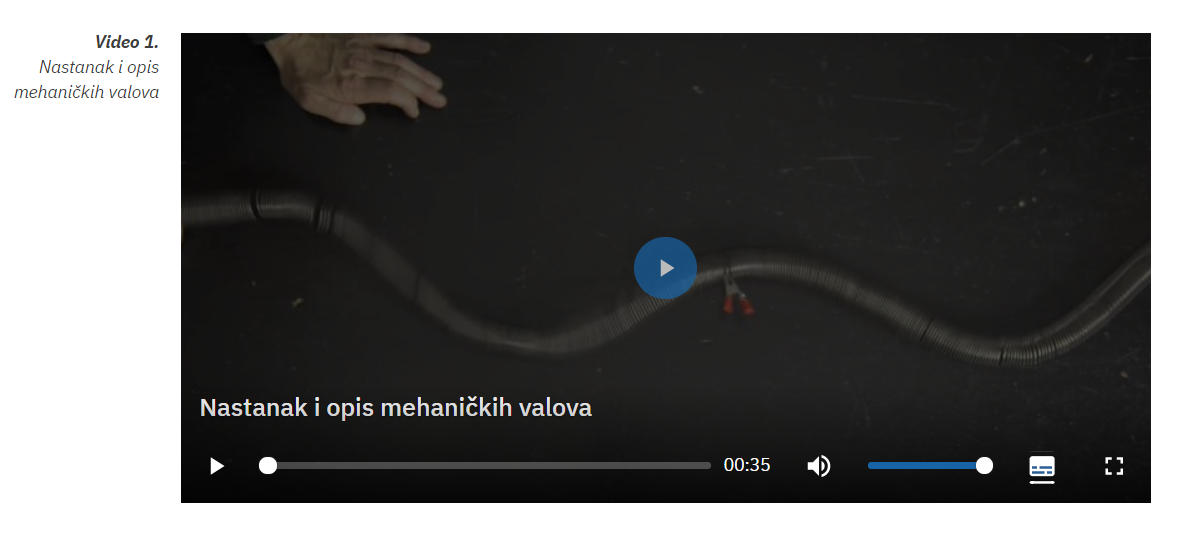 Video 1.
Nastanak i opis
mehaničkih valova
Nastanak i opis mehaničkih valova
00:35